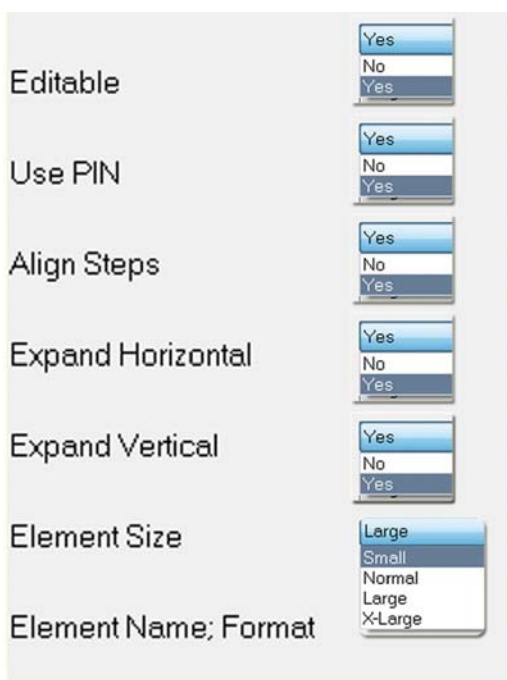 Yes
No
Editable Yes
Yes
No
Use PIN Yes
Yes
No
Align Steps Yes
Yes
No
Expand Horizontal Yes
Yes
No
Expand Vertical Yes
Element Size Large
Small
Normal
Large
Element Name; Format X-Large